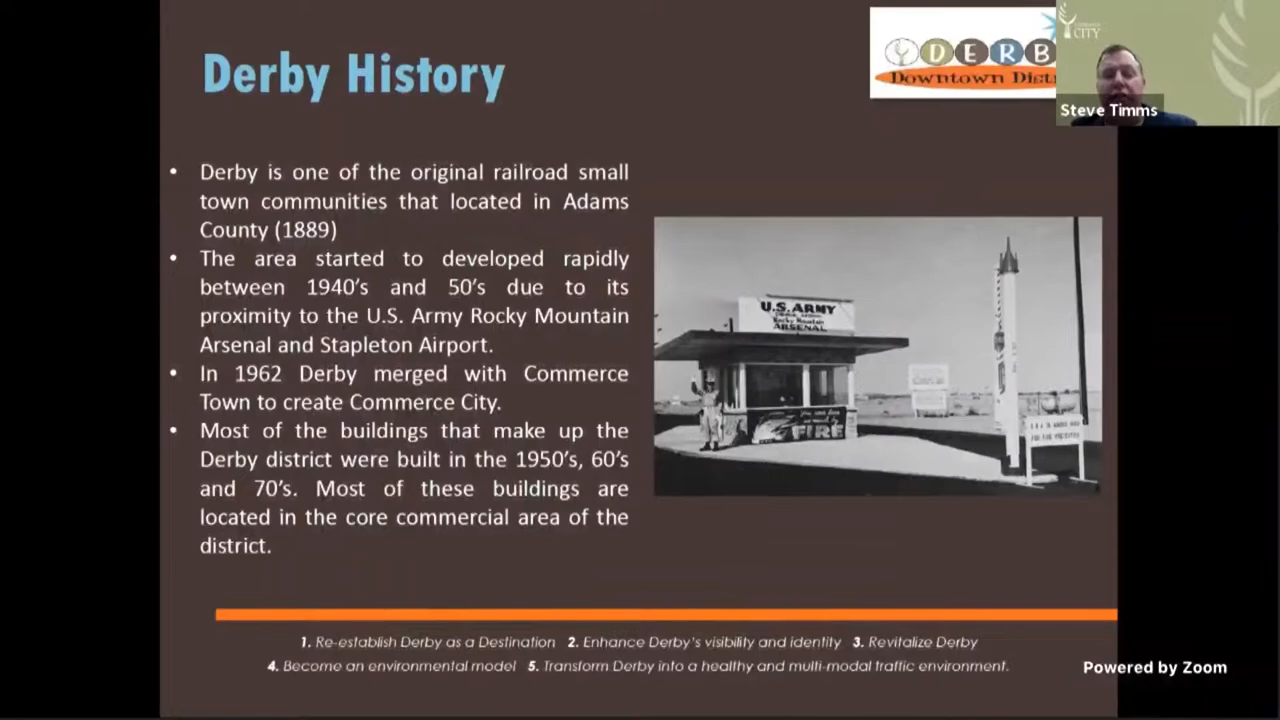 Derby History
DERB
Downtown Dist
CITY
Steve Timms
• Derby is one of the original railroad small
town communities that located in Adams
County (1889)
• The area started to developed rapidly
between 1940's and 50's due to its
proximity to the U.S. Army Rocky Mountain
Arsenal and Stapleton Airport.
• In 1962 Derby merged with Commerce
Town to create Commerce City.
• Most of the buildings that make up the
Derby district were built in the 1950's, 60's
and 70's. Most of these buildings are
located in the core commercial area of the
district.
U.S. ARMY
Rocky Mountain
ARSENAL
FIRE
1. Re-establish Derby as a Destination 2. Enhance Derby's visibility and identity 3. Revitalize Derby
4. Become an environmental model 5. Transform Derby into a healthy and multi-modal traffic environment.
Powered by Zoom